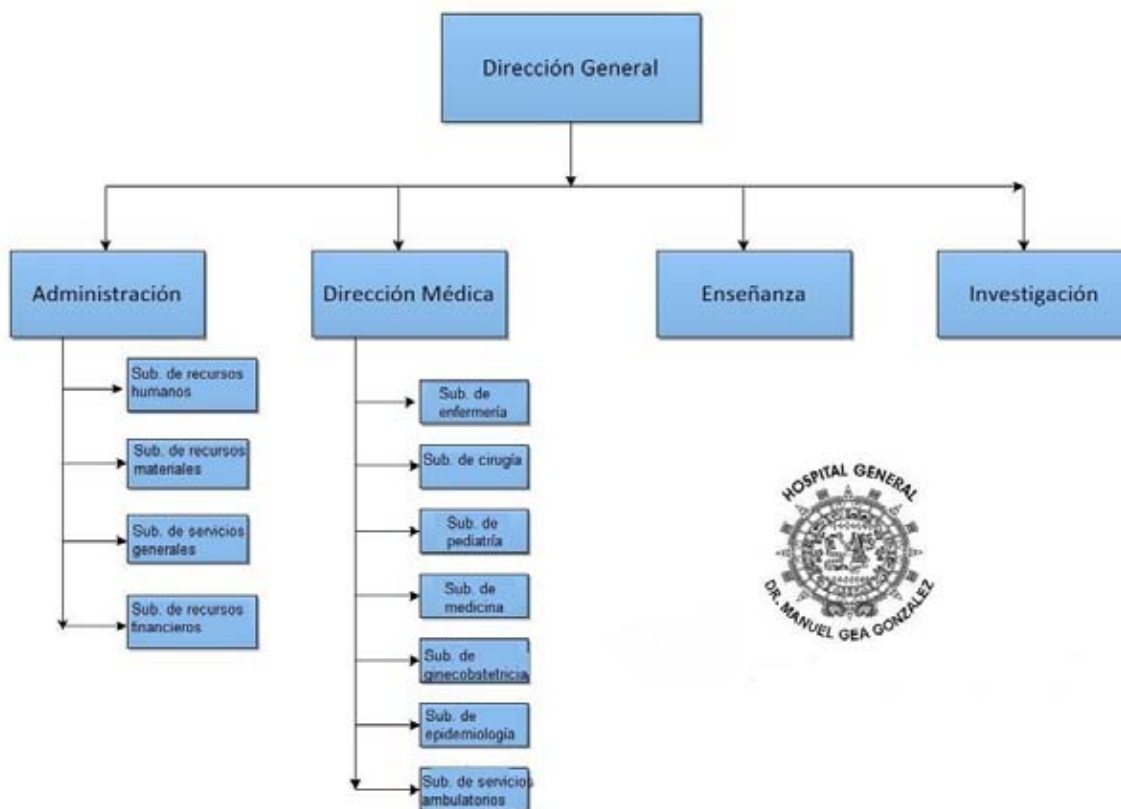 Dirección General
Administración
Dirección Médica
Enseñanza
Investigación
Sub. de recursos
humanos
Sub. de recursos
materiales
Sub. de servicios
generales
Sub. de recursos
financieros
Sub. de
enfermería
Sub. de cirugía
Sub. de
pediatría
Sub. de
medicina
Sub. de
ginecobstetricia
Sub. de
epidemiología
Sub. de servicios
ambulatorios
HOSPITAL GENERAL
DR. MANUEL GEA GONZALEZ